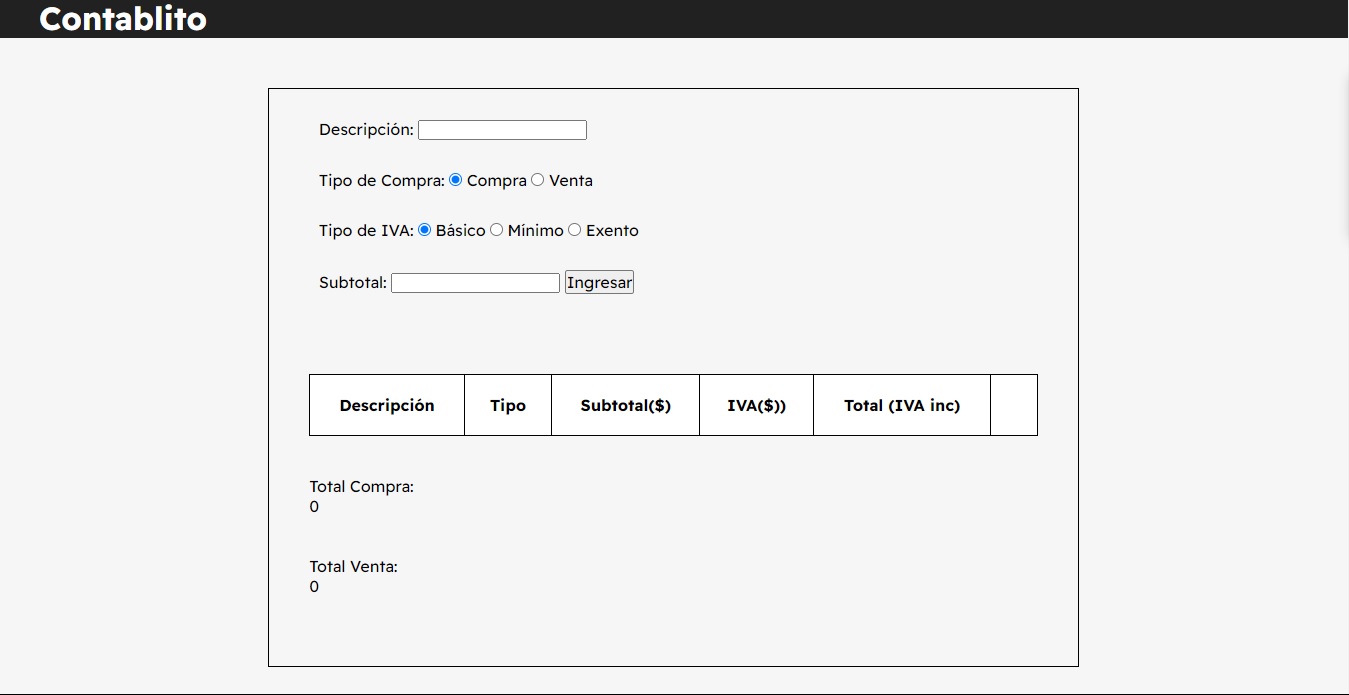 Contablito
Descripción:
Tipo de Compra: Compra Venta
Tipo de IVA: Básico Mínimo Exento
Subtotal: Ingresar
Descripción Tipo Subtotal($) IVA($)) Total (IVA inc)
Total Compra:
0
Total Venta:
0